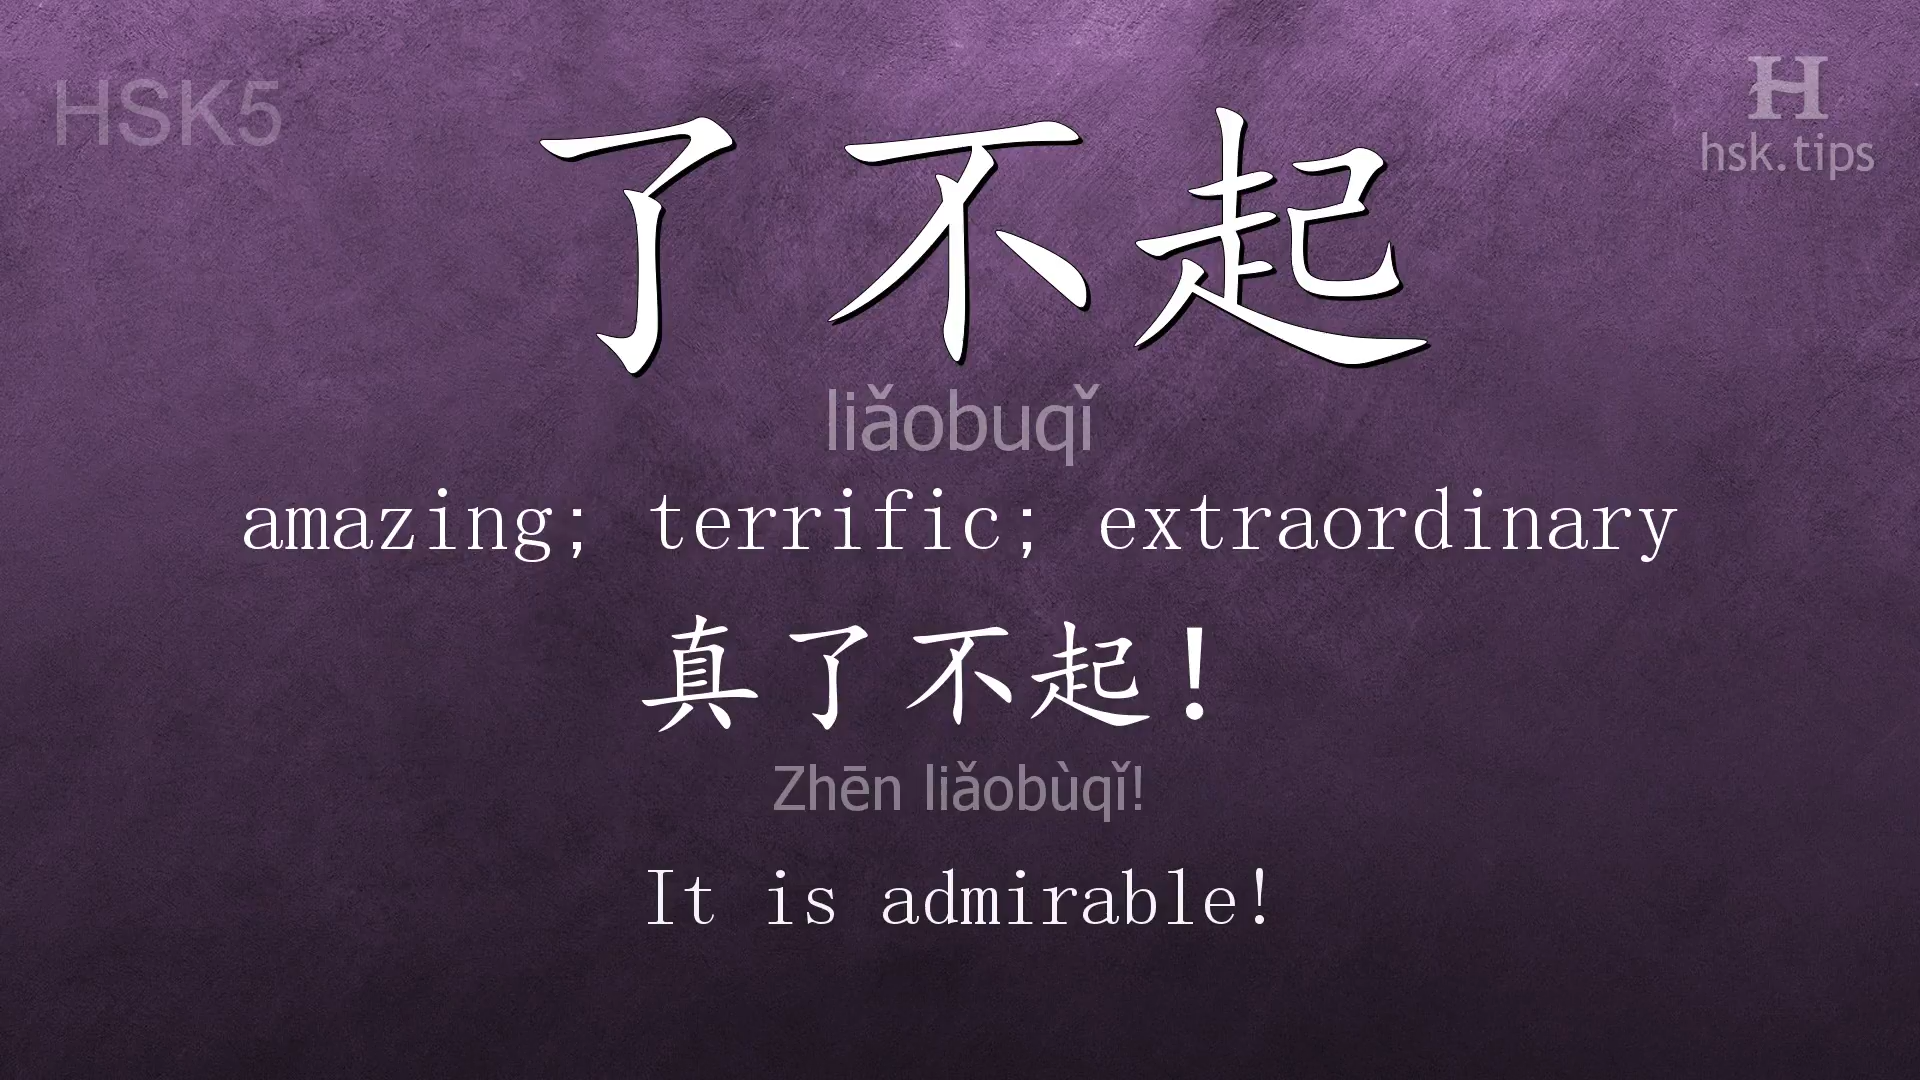 HSK5
H
hsk.tips
了不起
liǎobuqǐ
amazing; terrific; extraordinary
真了不起!
Zhēn liǎobùqǐ!
It is admirable!